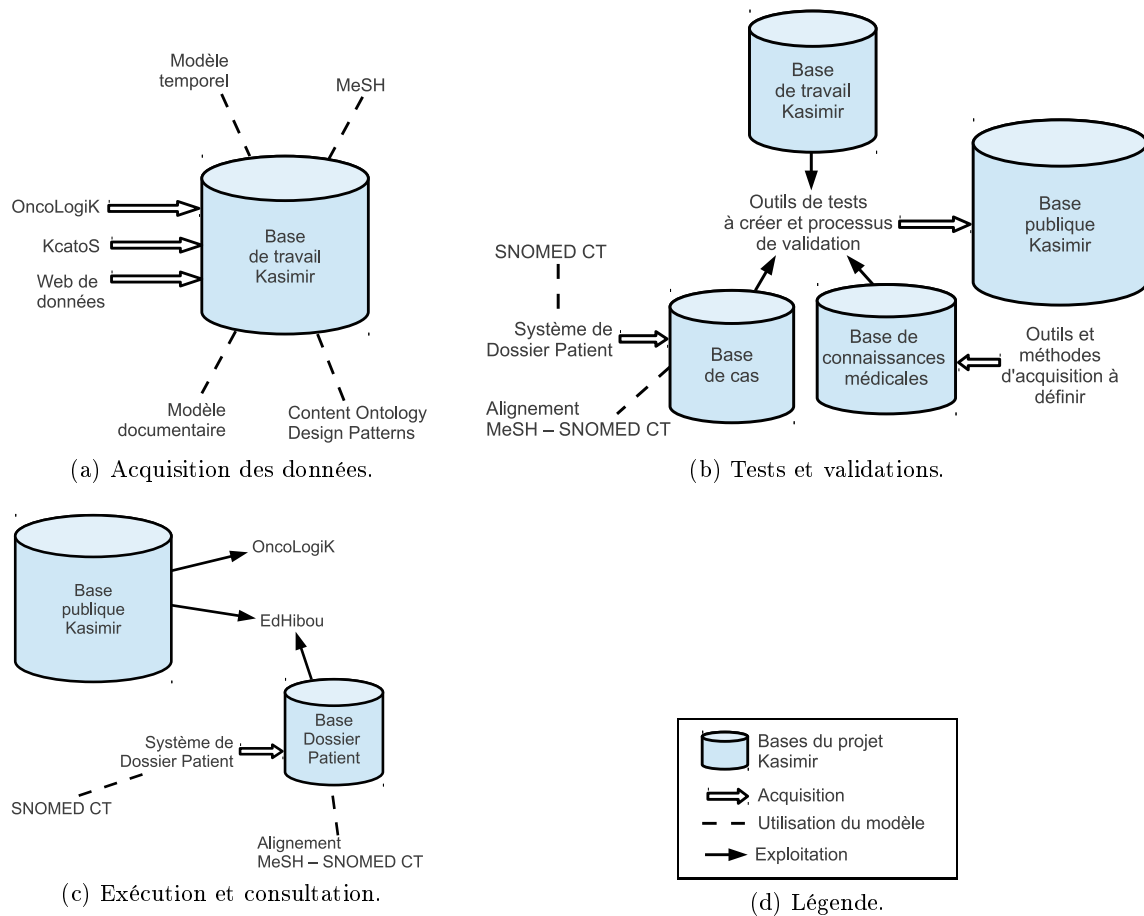 Modèle
temporel
MeSH
OncoLogiK
KcatoS
Web de
données
Base
de travail
Kasimir
Modèle
documentaire
Content Ontology
Design Patterns
(a) Acquisition des données.
Base
de travail
Kasimir
Outils de tests
à créer et processus
de validation
Base
publique
Kasimir
SNOMED CT
Système de
Dossier Patient
Base
de cas
Base de
connaissances
médicales
Outils et
méthodes
d'acquisition à
définir
Alignement
MeSH – SNOMED CT
(b) Tests et validations.
Base
publique
Kasimir
OncoLogiK
EdHibou
Base
Dossier
Patient
Système de
Dossier Patient
SNOMED CT
Alignement
MeSH – SNOMED CT
(c) Exécution et consultation.
Bases du projet
Kasimir
Acquisition
Utilisation du modèle
Exploitation
(d) Légende.